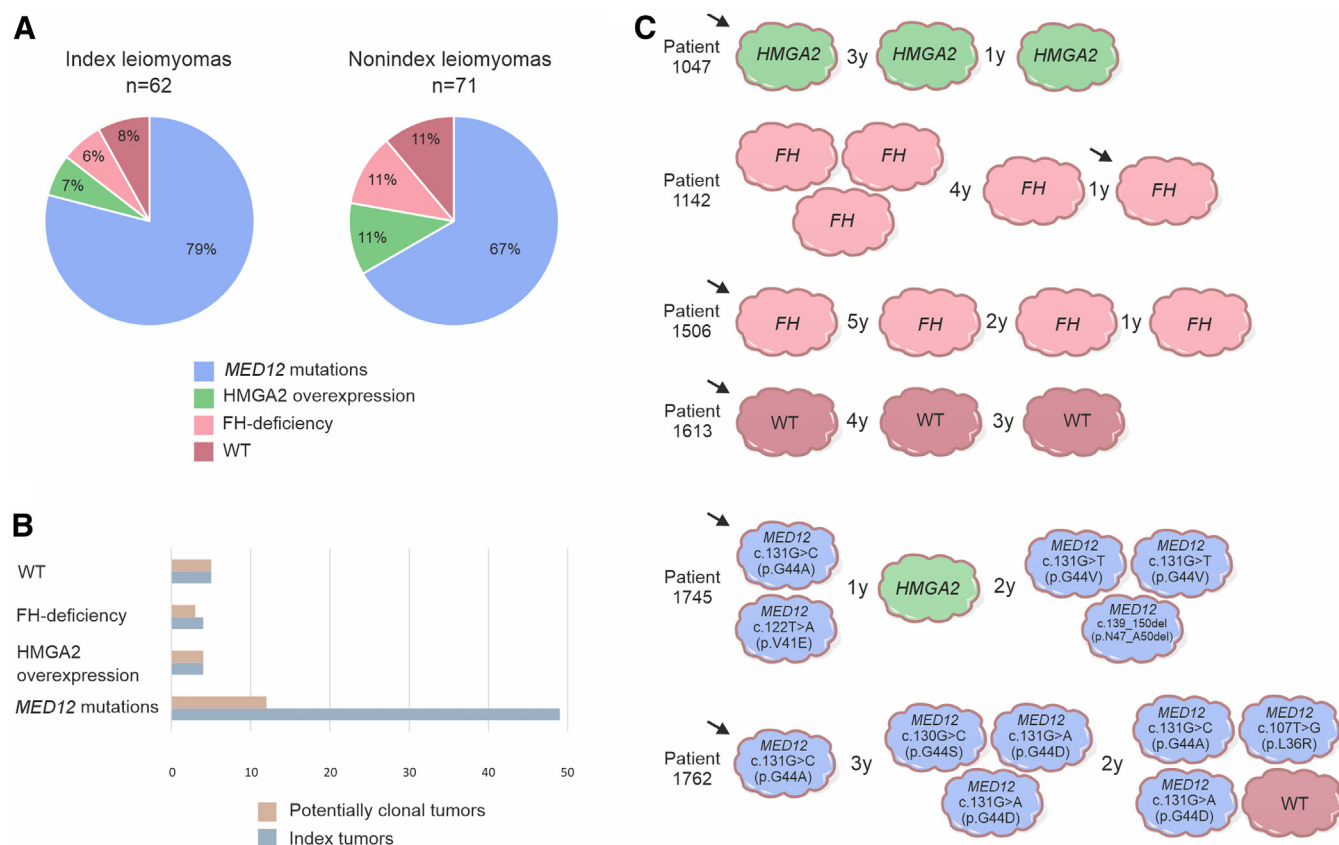 A
Index leiomyomas
n=62
8%
6%
7%
79%
Nonindex leiomyomas
n=71
11%
11%
11%
67%
MED12 mutations
HMGA2 overexpression
FH-deficiency
WT
B
WT
FH-deficiency
HMGA2
overexpression
MED12 mutations
0 10 20 30 40 50
Potentially clonal tumors
Index tumors
C
Patient
1047
HMGA2
3y
HMGA2
1y
HMGA2
Patient
1142
FH
FH
FH
4y
FH
1y
FH
Patient
1506
FH
5y
FH
2y
FH
1y
FH
Patient
1613
WT
4y
WT
3y
WT
Patient
1745
MED12
c.131G>C
(p.G44A)
MED12
c.122T>A
(p.V41E)
1y
HMGA2
2y
MED12
c.131G>T
(p.G44V)
MED12
c.131G>T
(p.G44V)
MED12
c.139_150del
(p.N47_A50del)
Patient
1762
MED12
c.131G>C
(p.G44A)
3y
MED12
c.130G>C
(p.G44S)
MED12
c.131G>A
(p.G44D)
MED12
c.131G>A
(p.G44D)
2y
MED12
c.131G>C
(p.G44A)
MED12
c.107T>G
(p.L36R)
MED12
c.131G>A
(p.G44D)
WT